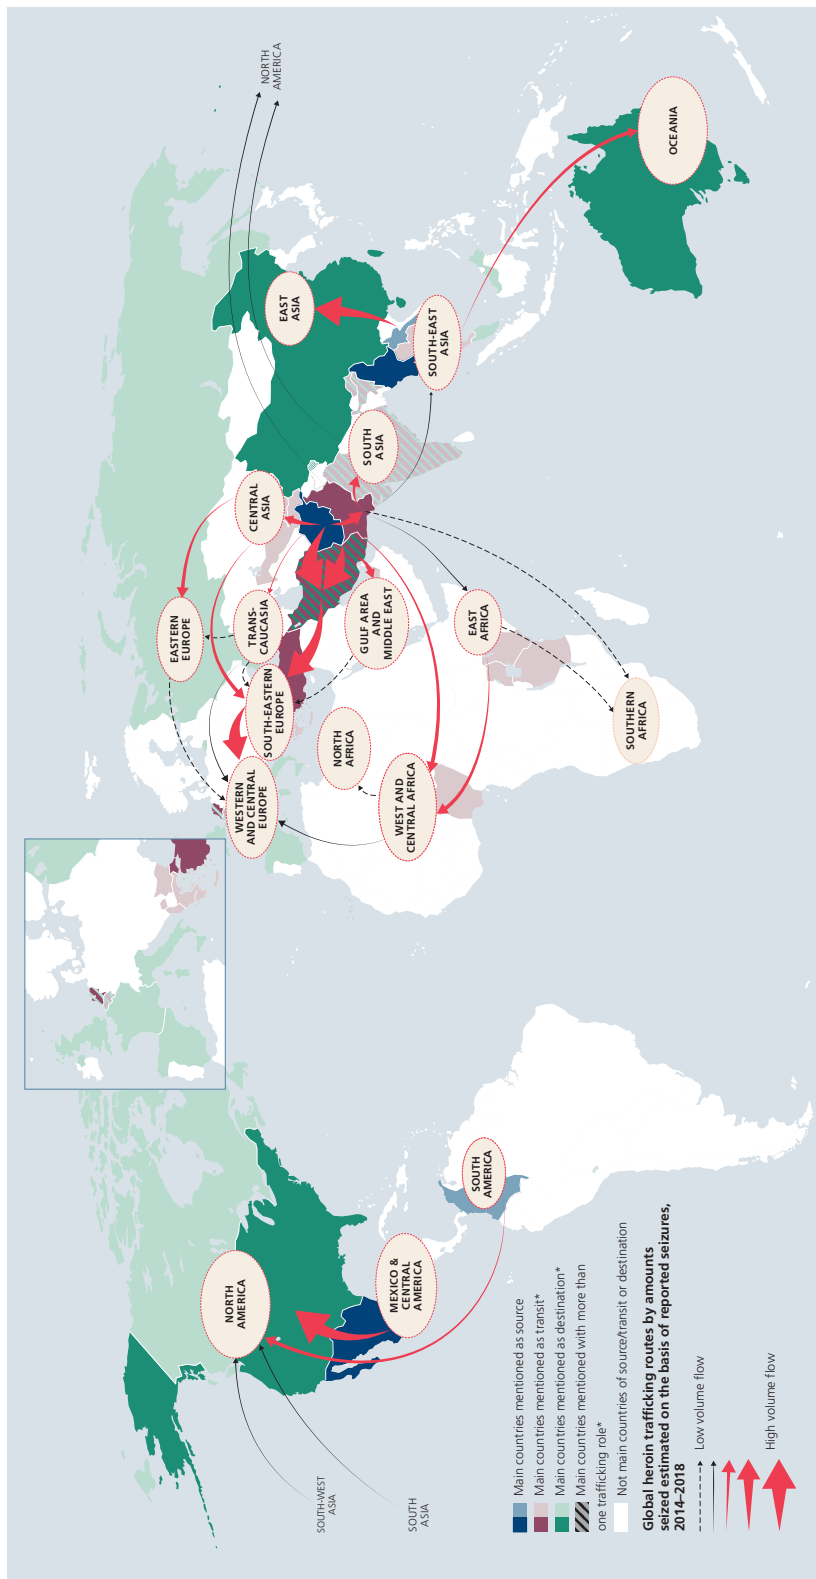 NORTH
AMERICA
OCEANIA
EAST
ASIA
SOUTH-EAST
ASIA
SOUTH
ASIA
CENTRAL
ASIA
EASTERN
EUROPE
TRANS-
CAUCASIA
GULF AREA
AND
MIDDLE EAST
EAST
AFRICA
SOUTH-EASTERN
EUROPE
SOUTHERN
AFRICA
NORTH
AFRICA
WESTERN
AND CENTRAL
EUROPE
WEST AND
CENTRAL AFRICA
SOUTH
AMERICA
NORTH
AMERICA
MEXICO &
CENTRAL
AMERICA
SOUTH-WEST
ASIA
SOUTH
ASIA
Main countries mentioned as source
Main countries mentioned as transit*
Main countries mentioned as destination*
Main countries mentioned with more than
one trafficking role*
Not main countries of source/transit or destination
Global heroin trafficking routes by amounts
seized estimated on the basis of reported seizures,
2014–2018
Low volume flow
High volume flow